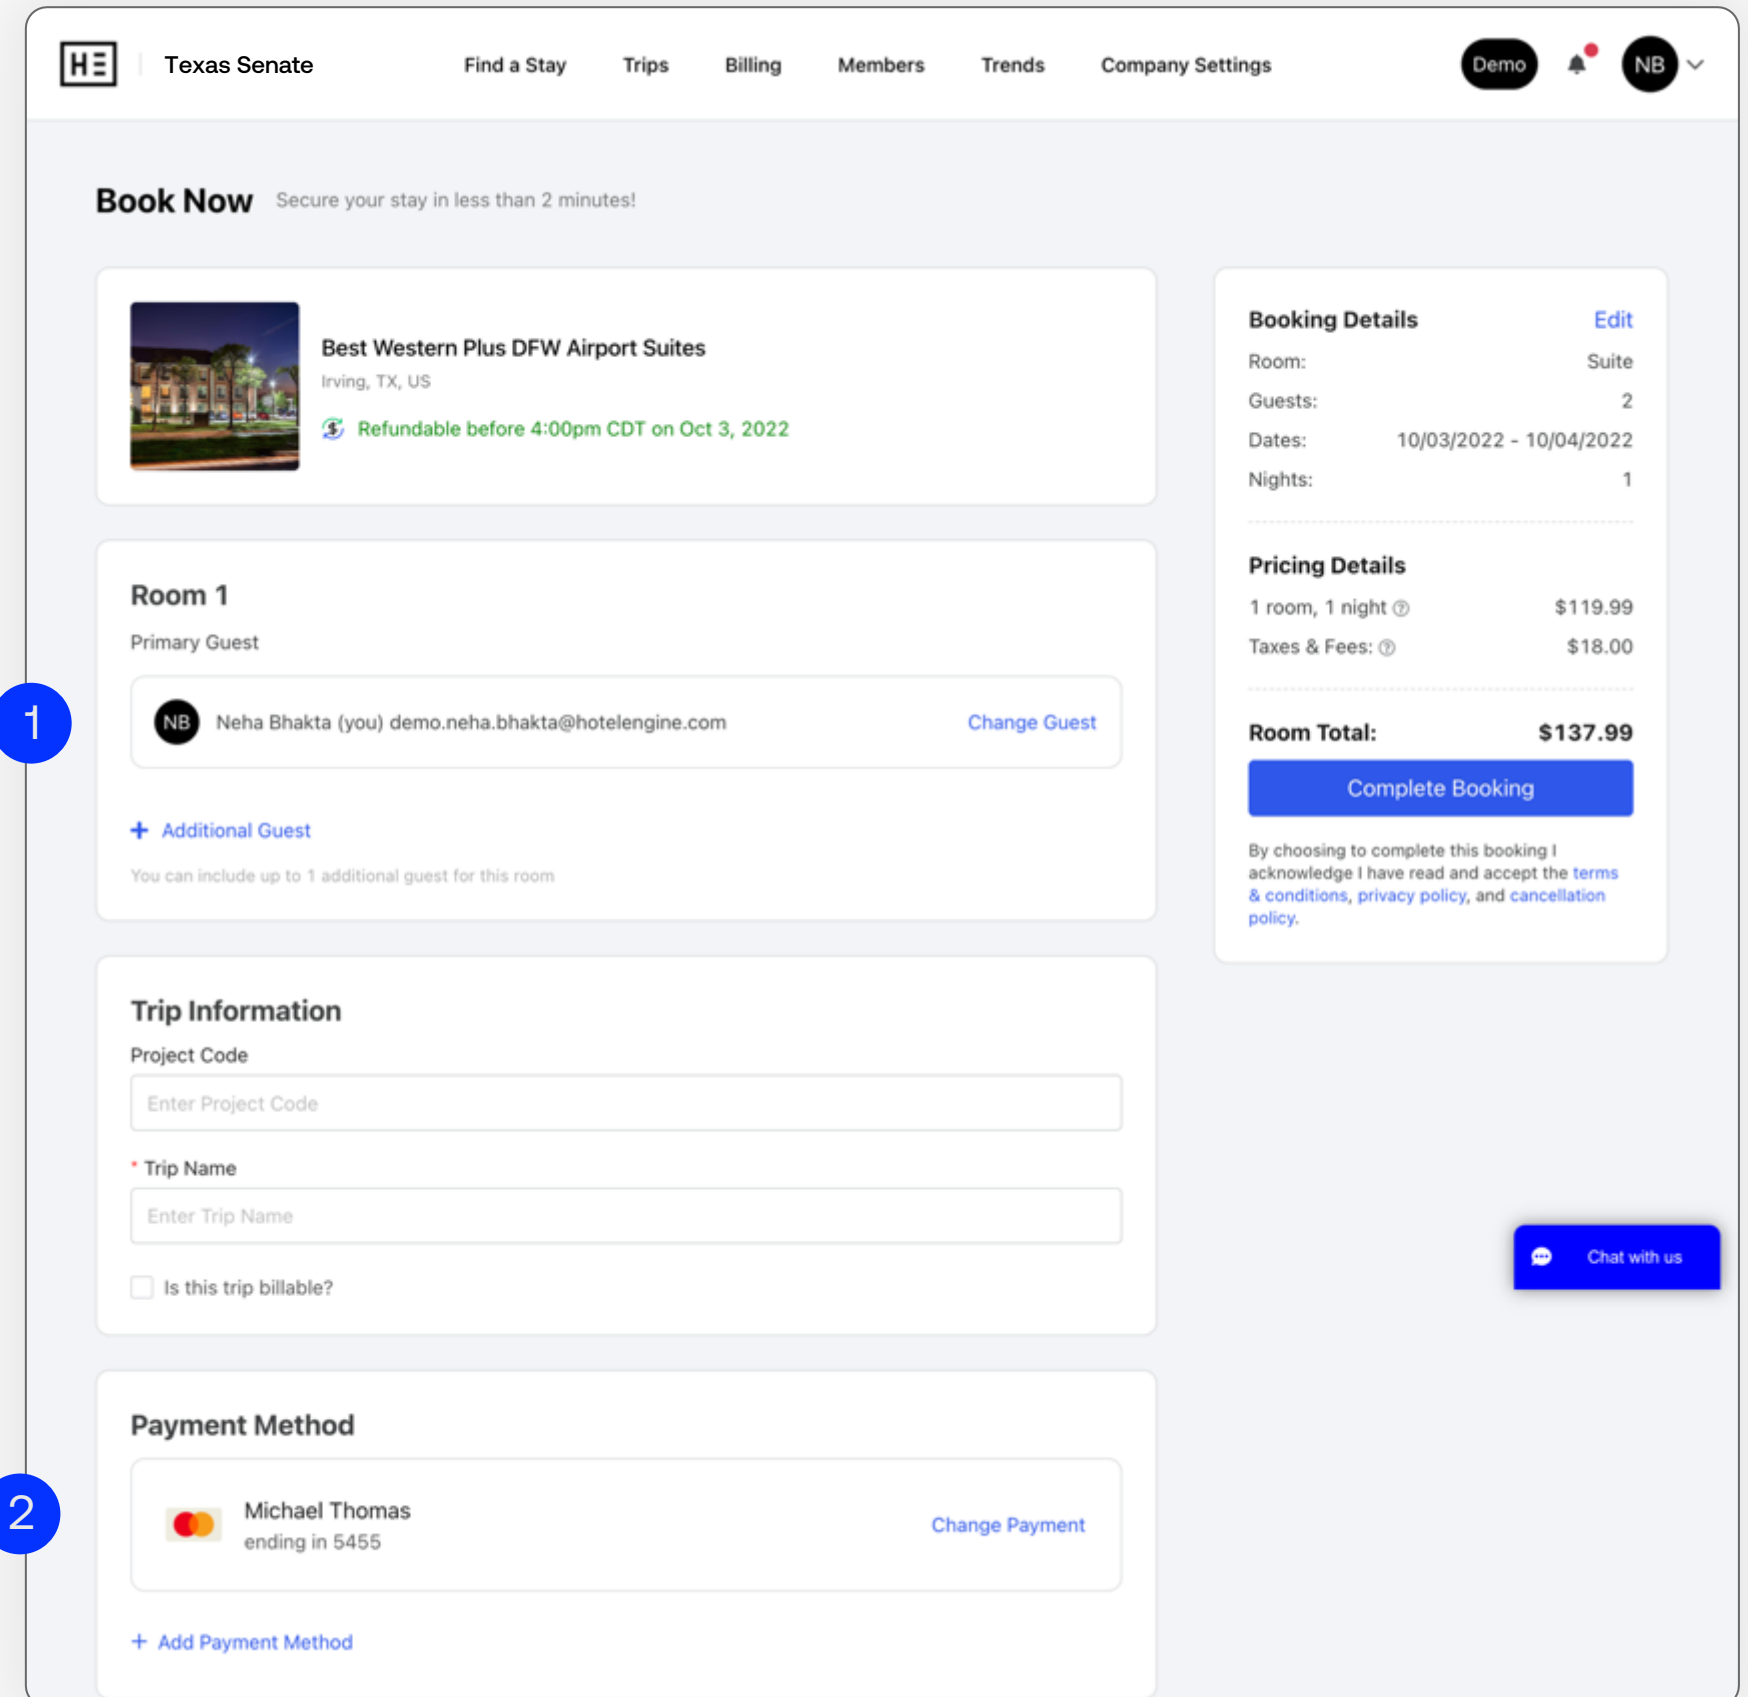 HE
Texas Senate
Find a Stay
Trips
Billing
Members
Trends
Company Settings
Demo
NB
Book Now
Secure your stay in less than 2 minutes!
Best Western Plus DFW Airport Suites
Irving, TX, US
$ Refundable before 4:00pm CDT on Oct 3, 2022
Room 1
Primary Guest
1
NB Neha Bhakta (you) demo.neha.bhakta@hotelengine.com Change Guest
+ Additional Guest
You can include up to 1 additional guest for this room
Trip Information
Project Code
Enter Project Code
* Trip Name
Enter Trip Name
Is this trip billable?
Payment Method
2
Michael Thomas
ending in 5455
Change Payment
+ Add Payment Method
Booking Details Edit
Room: Suite
Guests: 2
Dates: 10/03/2022 - 10/04/2022
Nights: 1
Pricing Details
1 room, 1 night ? $119.99
Taxes & Fees: ? $18.00
Room Total: $137.99
Complete Booking
By choosing to complete this booking I
acknowledge I have read and accept the terms
& conditions, privacy policy, and cancellation
policy.
Chat with us